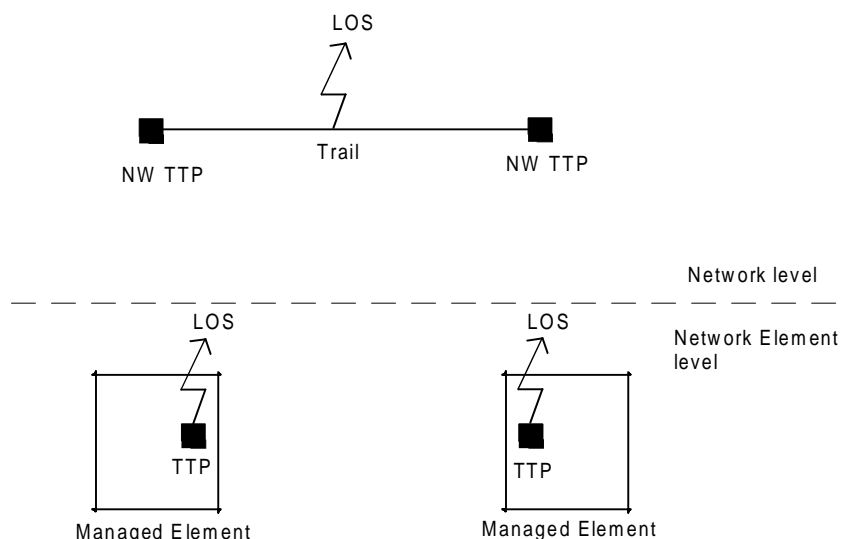 LOS
Trail
NW TTP
NW TTP
Network level
LOS
LOS
Network Element
level
TTP
TTP
Managed Element
Managed Element